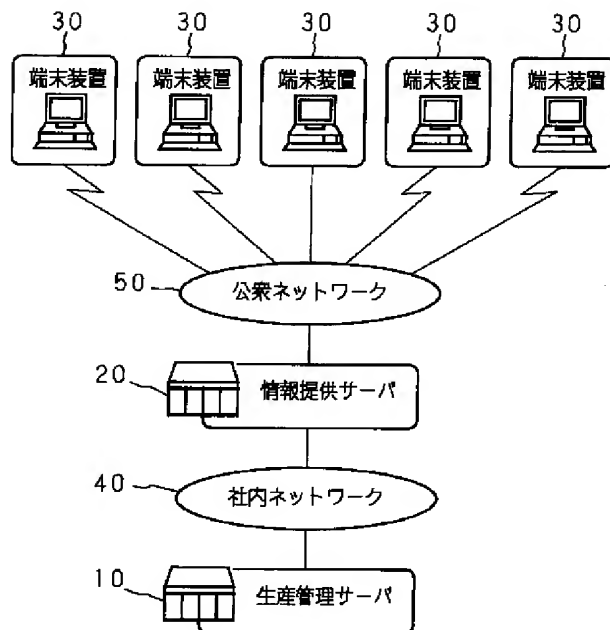 30 30 30 30 30
端末装置 端末装置 端末装置 端末装置 端末装置
50 公衆ネットワーク
20 情報提供サーバ
40 社内ネットワーク
10 生産管理サーバ